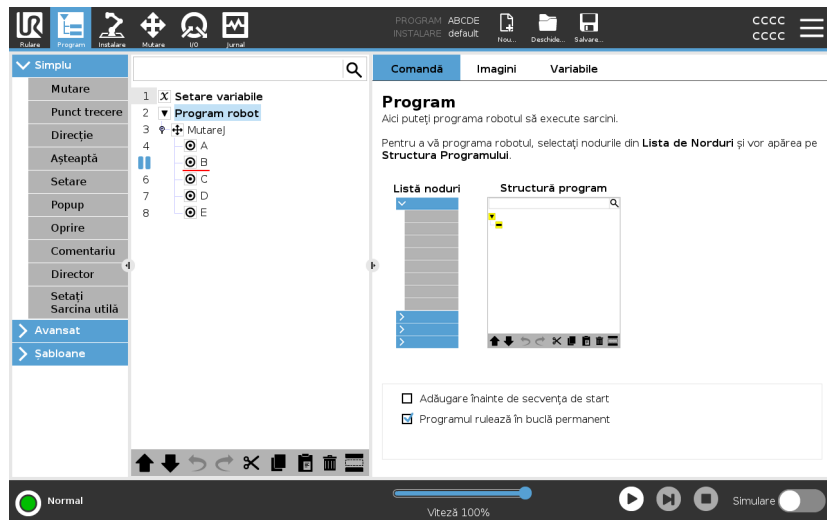 PROGRAM ABCDE
INSTALARE default
Rulare Program Instalare Mutare I/O Jurnal
Nou... Deschide... Salvare...
CCCC
CCCC
Simplu
Mutare
Punct trecere
Direcție
Așteaptă
Setare
Popup
Oprire
Comentariu
Director
Setați
Sarcina utilă
Avansat
Șabloane
1 X Setare variabile
2 Program robot
3 MutareJ
4 A
B
6 C
7 D
8 E
Comandă Imagini Variabile
Program
Aici puteți programa robotul să execute sarcini.
Pentru a vă programa robotul, selectați nodurile din Lista de Norduri și vor apărea pe
Structura Programului.
Listă noduri Structură program
Adăugare înainte de secvența de start
Programul rulează în buclă permanent
Normal
Viteză 100%
Simulare